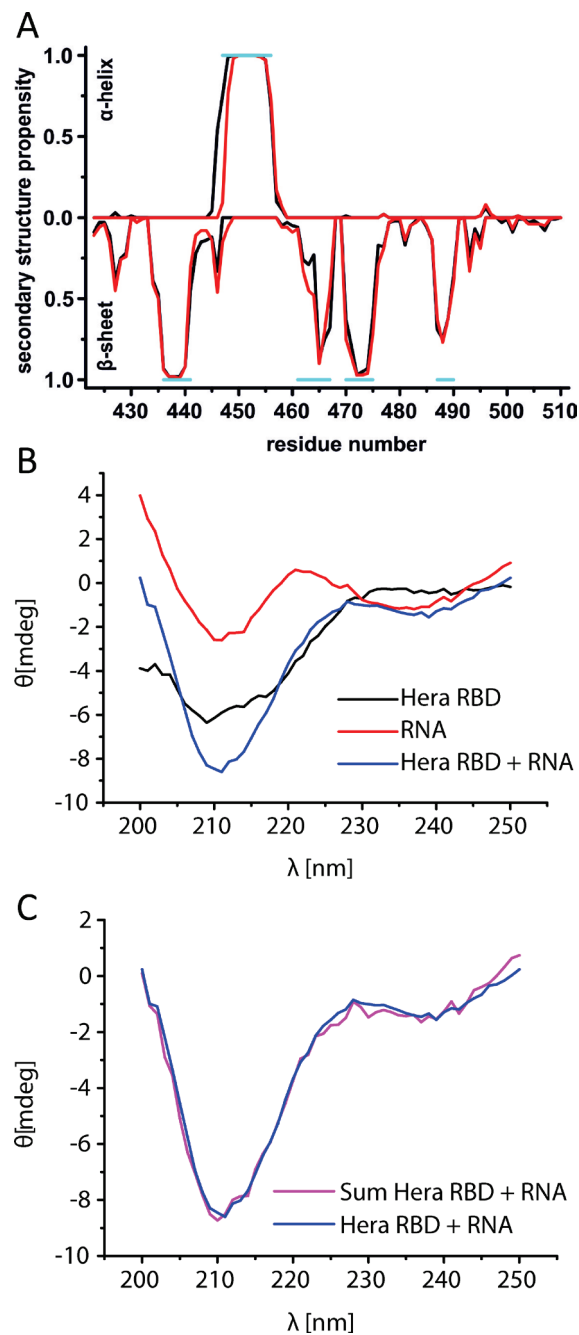 A
secondary structure propensity
α-helix
β-sheet
1.0
0.5
0.0
0.5
1.0
430 440 450 460 470 480 490 500 510
residue number
B
θ[mdeg]
4
2
0
-2
-4
-6
-8
-10
Hera RBD
RNA
Hera RBD + RNA
200 210 220 230 240 250
λ [nm]
C
θ[mdeg]
2
0
-2
-4
-6
-8
-10
Sum Hera RBD + RNA
Hera RBD + RNA
200 210 220 230 240 250
λ [nm]